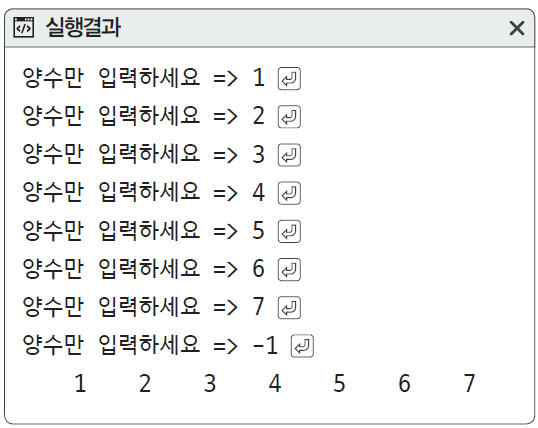 실행결과
양수만 입력하세요 => 1
양수만 입력하세요 => 2
양수만 입력하세요 => 3
양수만 입력하세요 => 4
양수만 입력하세요 => 5
양수만 입력하세요 => 6
양수만 입력하세요 => 7
양수만 입력하세요 => -1
1 2 3 4 5 6 7